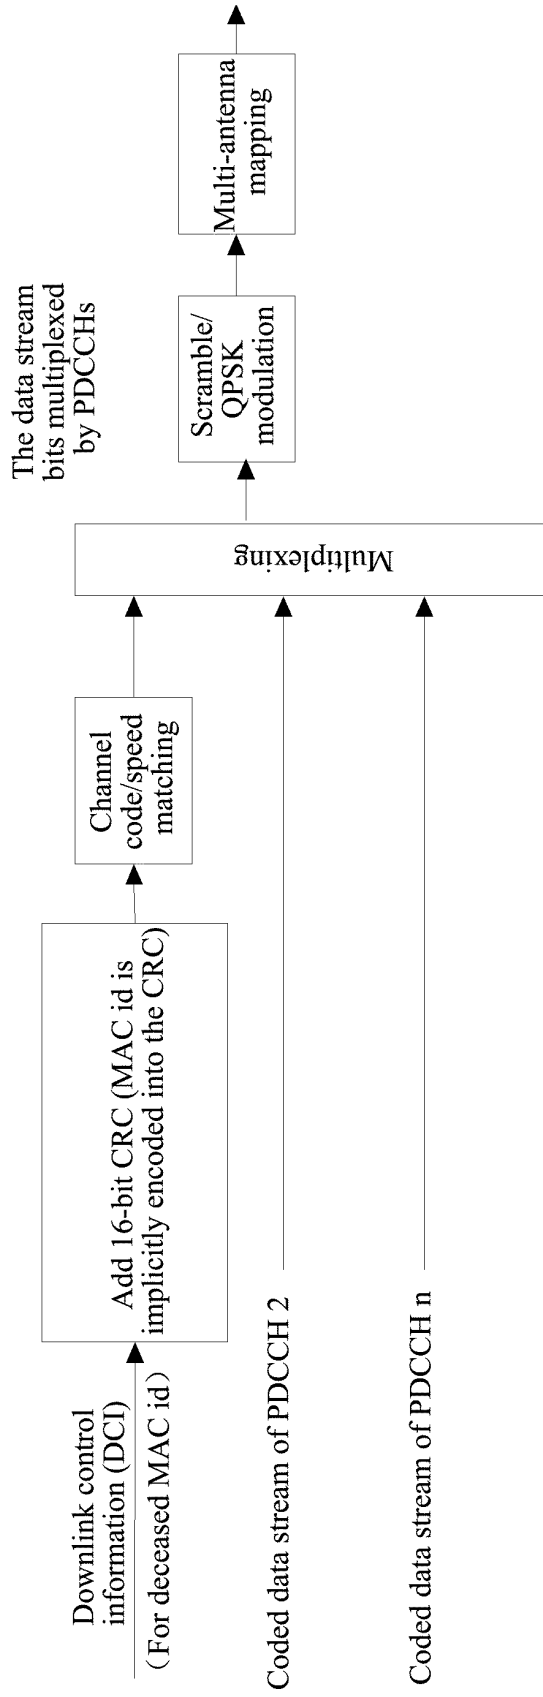 Downlink control
information (DCI)
(For deceased MAC id)
Add 16-bit CRC (MAC id is
implicitly encoded into the CRC)
Channel
code/speed
matching
Coded data stream of PDCCH 2
Coded data stream of PDCCH n
Multiplexing
The data stream
bits multiplexed
by PDCCHs
Scramble/
QPSK
modulation
Multi-antenna
mapping